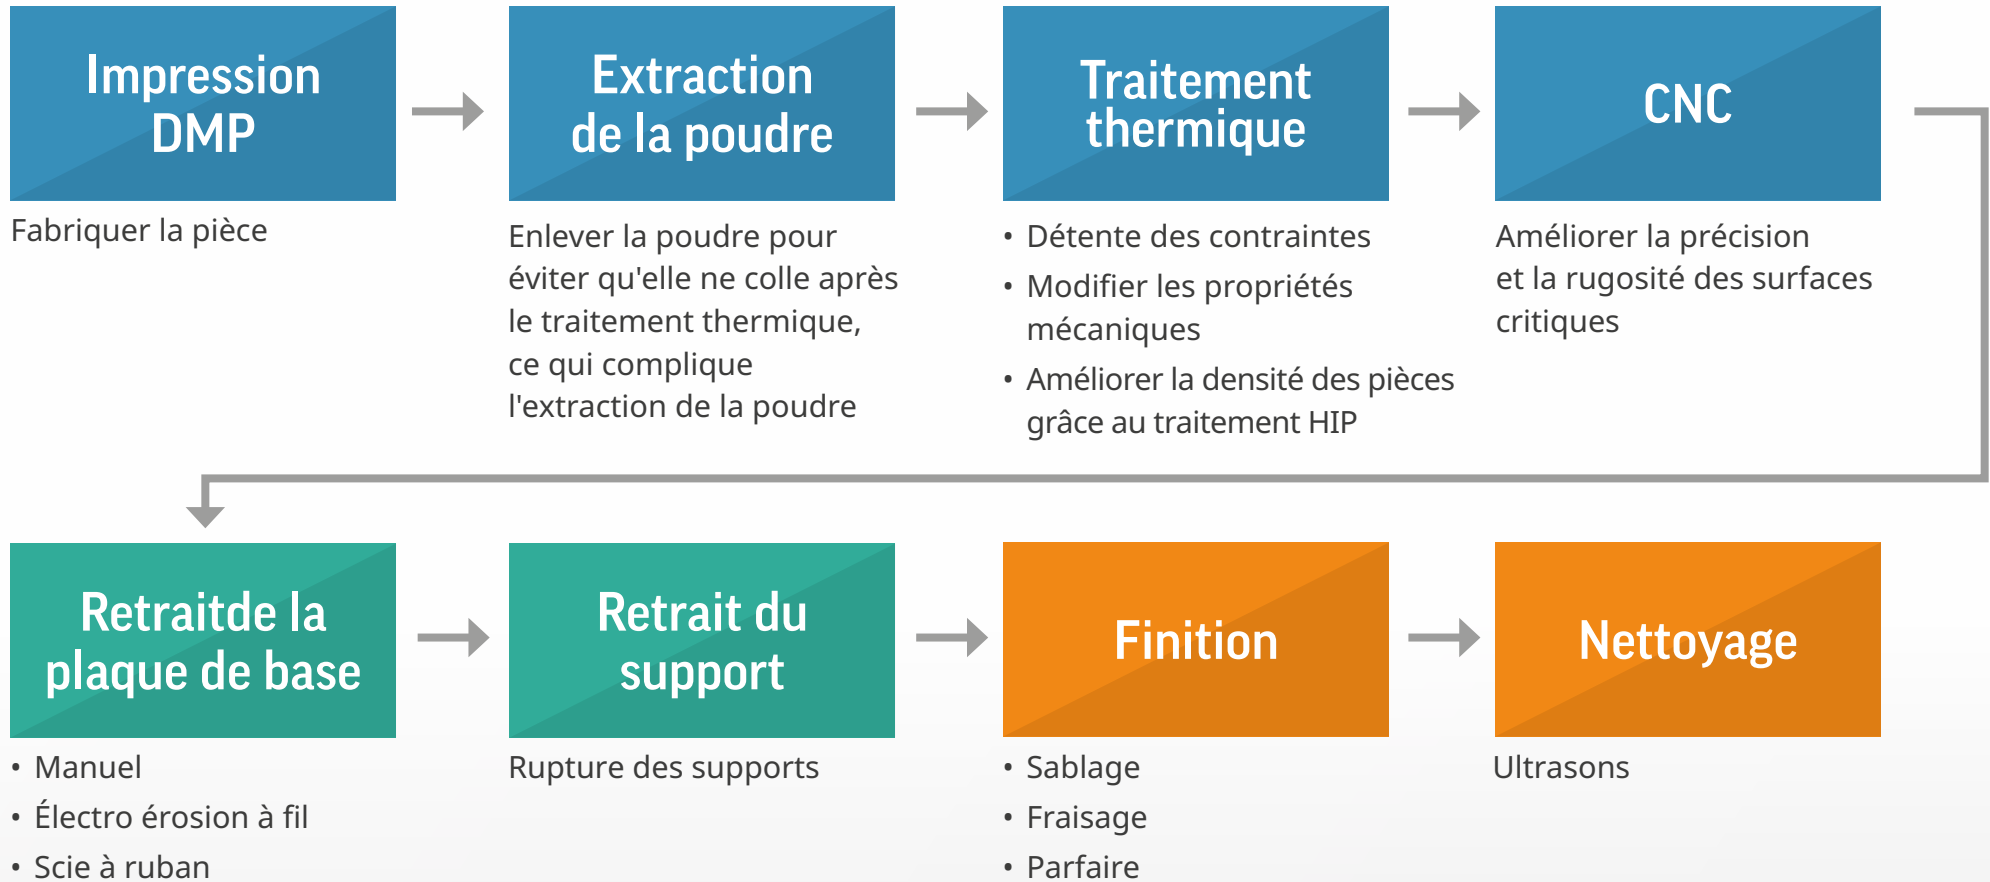 Impression
DMP
Fabriquer la pièce
Extraction
de la poudre
Enlever la poudre pour
éviter qu'elle ne colle après
le traitement thermique,
ce qui complique
l'extraction de la poudre
Traitement
thermique
• Détente des contraintes
• Modifier les propriétés
mécaniques
• Améliorer la densité des pièces
grâce au traitement HIP
CNC
Améliorer la précision
et la rugosité des surfaces
critiques
Retraitde la
plaque de base
• Manuel
• Électro érosion à fil
• Scie à ruban
Retrait du
support
Rupture des supports
Finition
• Sablage
• Fraisage
• Parfaire
Nettoyage
Ultrasons